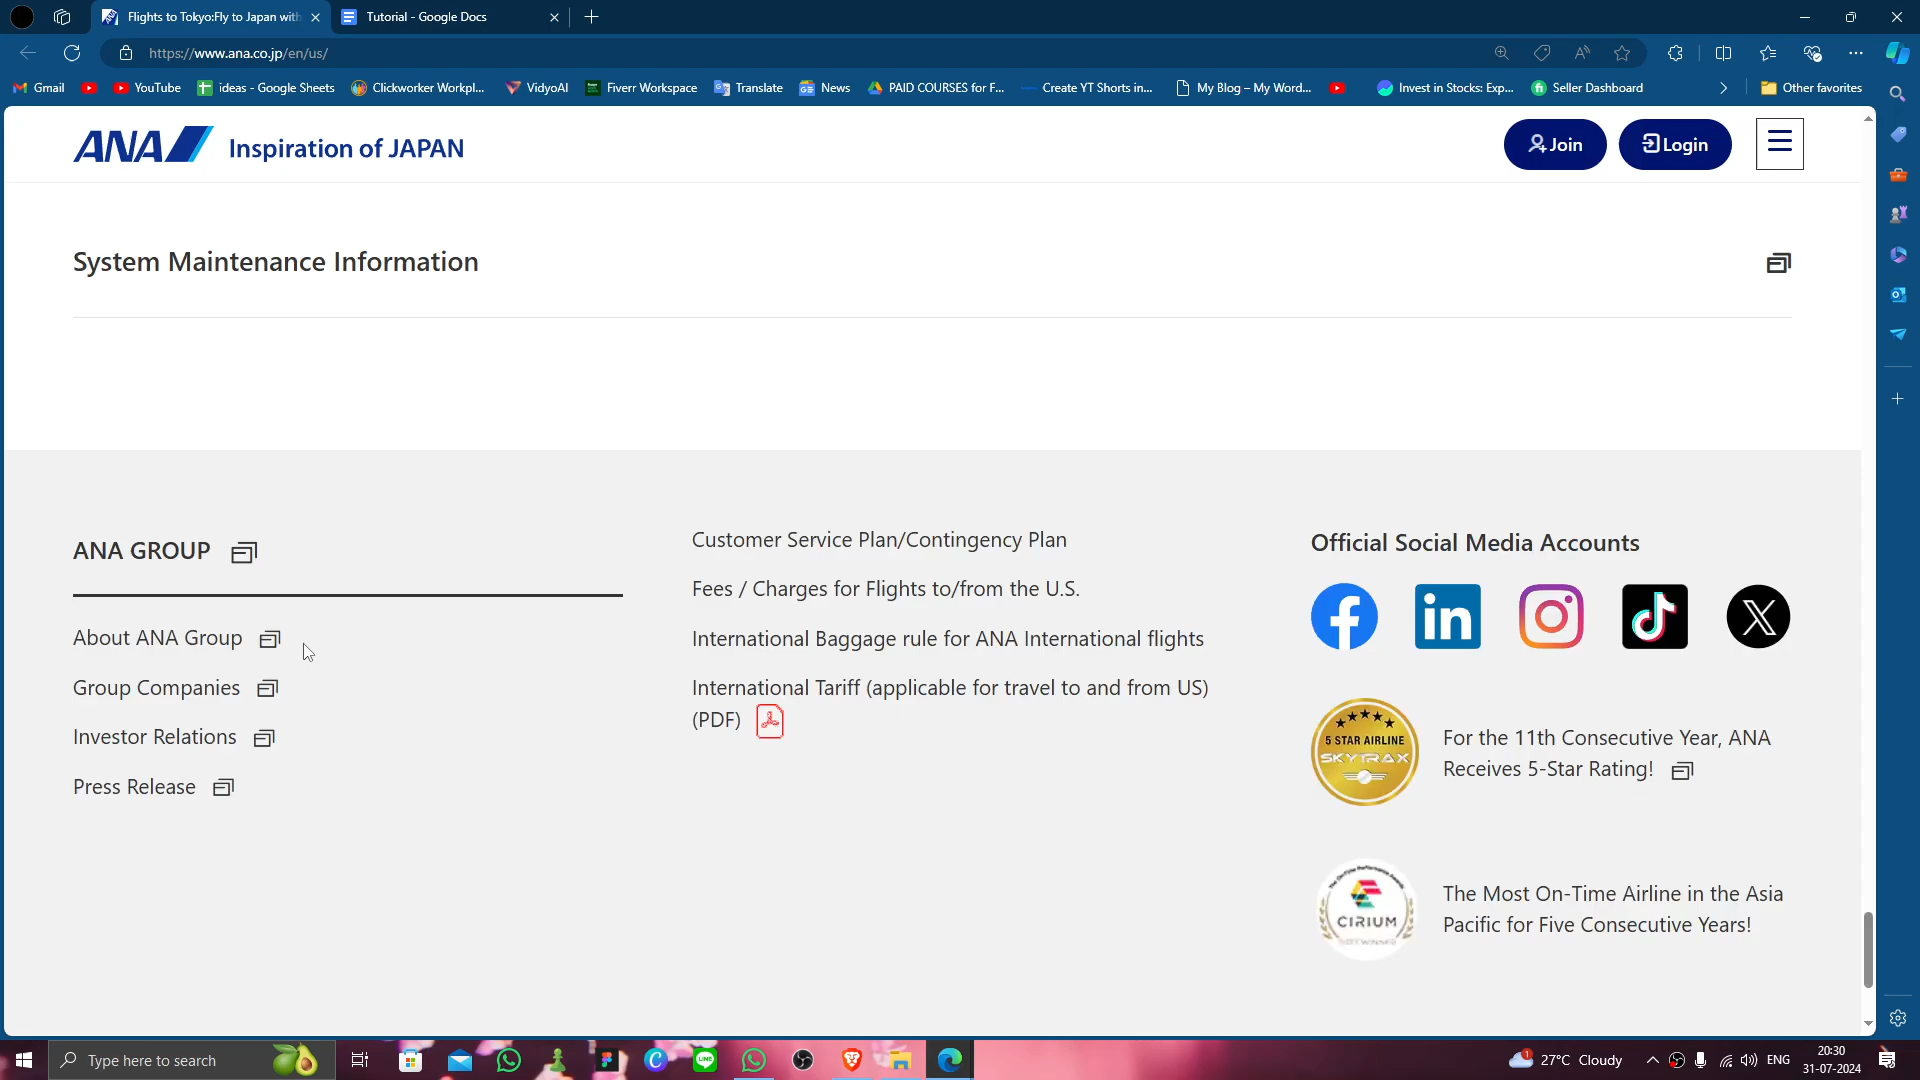 Flights to Tokyo:Fly to Japan with
Tutorial - Google Docs
https://www.ana.co.jp/en/us/
Gmail
YouTube
ideas - Google Sheets
Clickworker Workpl...
VidyoAI
Fiverr Workspace
Translate
News
PAID COURSES for F...
Create YT Shorts in...
My Blog – My Word...
Invest in Stocks: Exp...
Seller Dashboard
Other favorites
ANA Inspiration of JAPAN
Join
Login
System Maintenance Information
ANA GROUP
About ANA Group
Group Companies
Investor Relations
Press Release
Customer Service Plan/Contingency Plan
Fees / Charges for Flights to/from the U.S.
International Baggage rule for ANA International flights
International Tariff (applicable for travel to and from US)
(PDF)
Official Social Media Accounts
5 STAR AIRLINE
SKYTRAX
For the 11th Consecutive Year, ANA
Receives 5-Star Rating!
CIRIUM
The Most On-Time Airline in the Asia
Pacific for Five Consecutive Years!
Type here to search
LINE
1
27°C Cloudy
ENG
20:30
31-07-2024